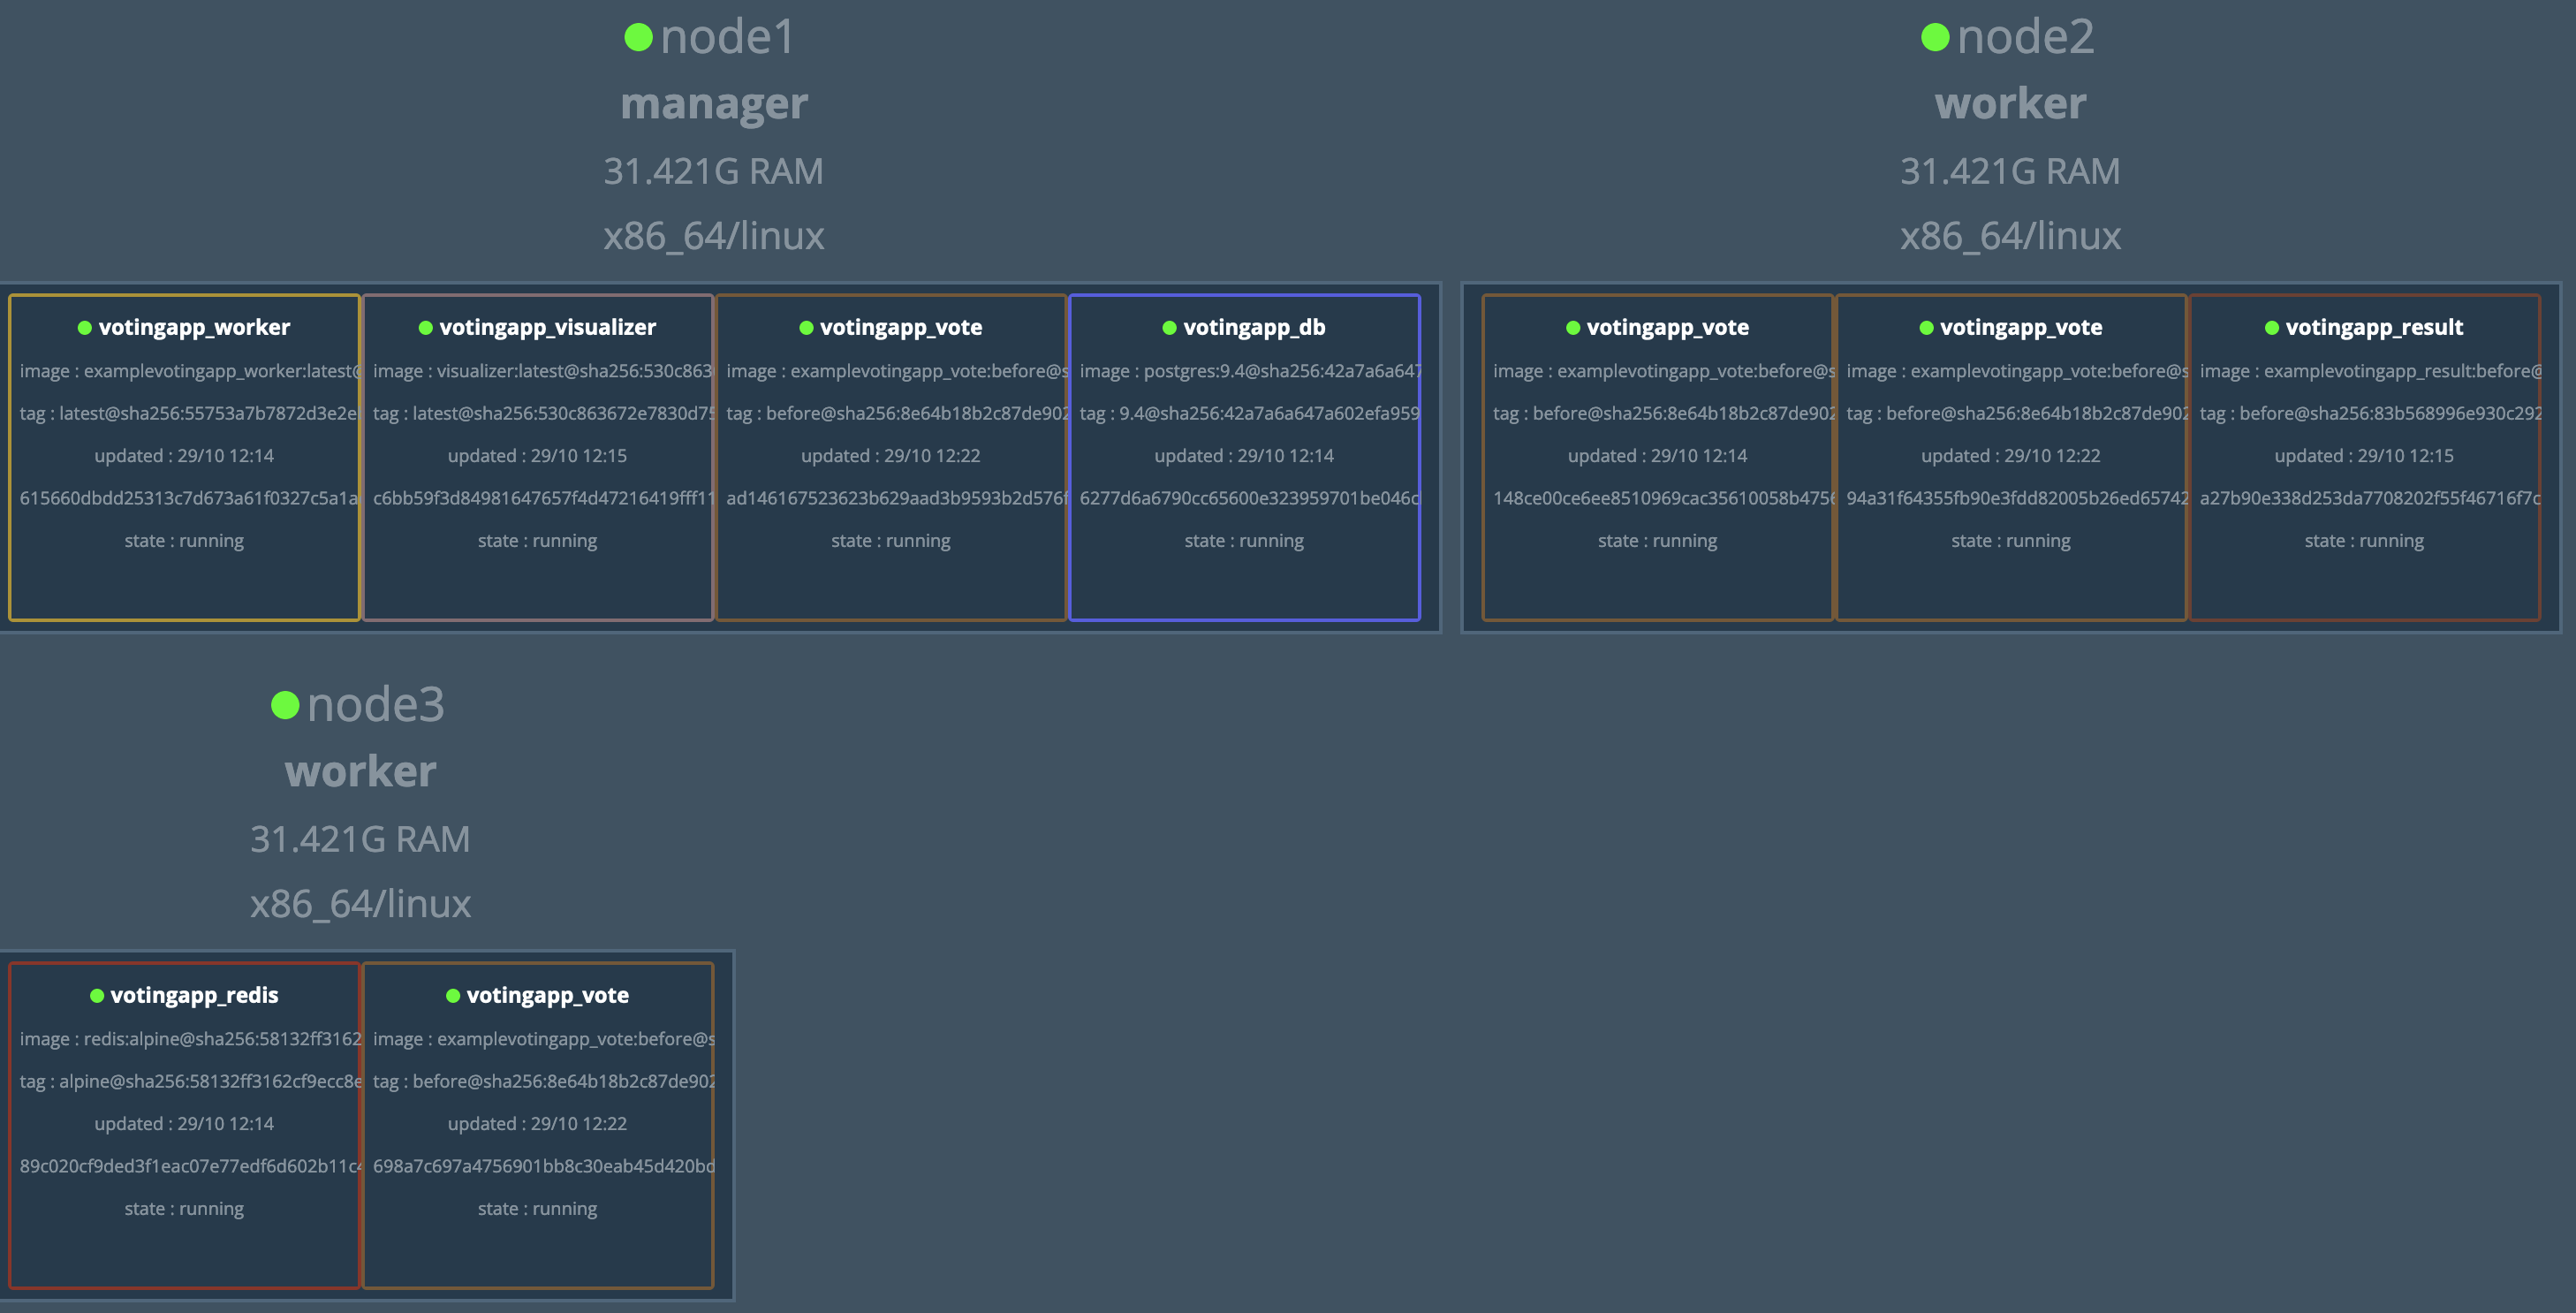 node1
manager
31.421G RAM
x86_64/linux
votingapp_worker
image : examplevotingapp_worker:latest@
tag : latest@sha256:55753a7b7872d3e2e
updated : 29/10 12:14
615660dbdd25313c7d673a61f0327c5a1a
state : running
votingapp_visualizer
image : visualizer:latest@sha256:530c863
tag : latest@sha256:530c863672e7830d75
updated : 29/10 12:15
c6bb59f3d84981647657f4d47216419fff11
state : running
votingapp_vote
image : examplevotingapp_vote:before@s
tag : before@sha256:8e64b18b2c87de902
updated : 29/10 12:22
ad146167523623b629aad3b9593b2d576f
state : running
votingapp_db
image : postgres:9.4@sha256:42a7a6a647
tag : 9.4@sha256:42a7a6a647a602efa959
updated : 29/10 12:14
6277d6a6790cc65600e323959701be046c
state : running
node2
worker
31.421G RAM
x86_64/linux
votingapp_vote
image : examplevotingapp_vote:before@s
tag : before@sha256:8e64b18b2c87de902
updated : 29/10 12:14
148ce00ce6ee8510969cac35610058b4756
state : running
votingapp_vote
image : examplevotingapp_vote:before@s
tag : before@sha256:8e64b18b2c87de902
updated : 29/10 12:22
94a31f64355fb90e3fdd82005b26ed65742
state : running
votingapp_result
image : examplevotingapp_result:before@
tag : before@sha256:83b568996e930c292
updated : 29/10 12:15
a27b90e338d253da7708202f55f46716f7c
state : running
node3
worker
31.421G RAM
x86_64/linux
votingapp_redis
image : redis:alpine@sha256:58132ff3162
tag : alpine@sha256:58132ff3162cf9ecc8e
updated : 29/10 12:14
89c020cf9ded3f1eac07e77edf6d602b11c4
state : running
votingapp_vote
image : examplevotingapp_vote:before@s
tag : before@sha256:8e64b18b2c87de902
updated : 29/10 12:22
698a7c697a4756901bb8c30eab45d420bd
state : running